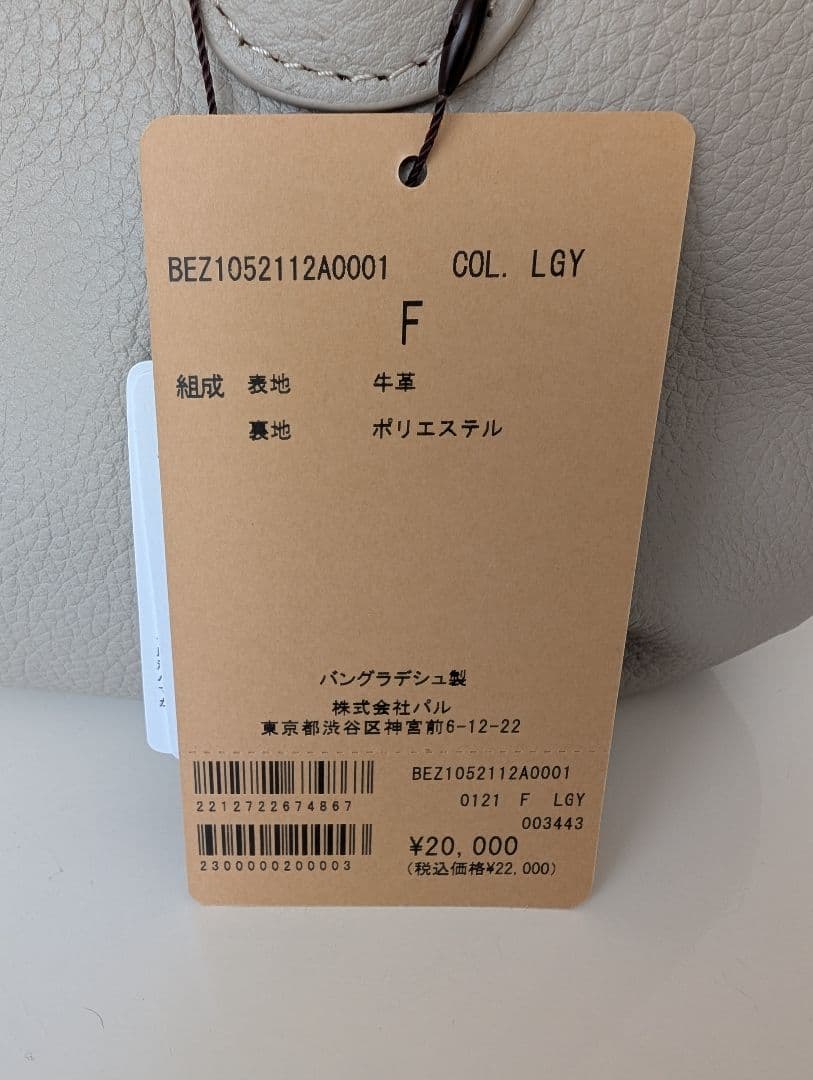 BEZ1052112A0001 COL. LGY
F
組成 表地 牛革
裏地 ポリエステル
バングラデシュ製
株式会社パル
東京都渋谷区神宮前6-12-22
BEZ1052112A0001
2212722674867
0121 F LGY
003443
¥20,000
2300000200003
(税込価格¥22,000)